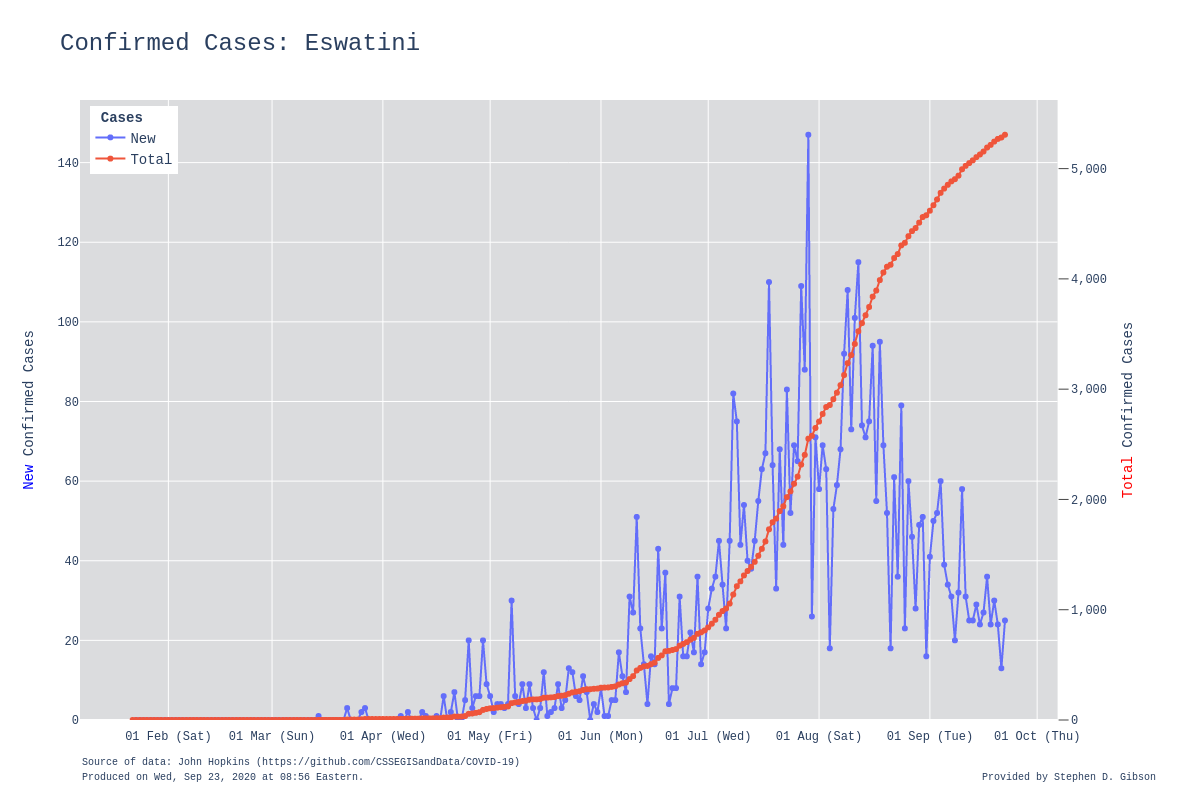 Confirmed Cases: Eswatini
Cases
New
Total
140
120
100
80
60
40
20
0
5,000
4,000
3,000
2,000
1,000
0
New Confirmed Cases
Total Confirmed Cases
01 Feb (Sat)
01 Mar (Sun)
01 Apr (Wed)
01 May (Fri)
01 Jun (Mon)
01 Jul (Wed)
01 Aug (Sat)
01 Sep (Tue)
01 Oct (Thu)
Source of data: John Hopkins (https://github.com/CSSEGISandData/COVID-19)
Produced on Wed, Sep 23, 2020 at 08:56 Eastern.
Provided by Stephen D. Gibson